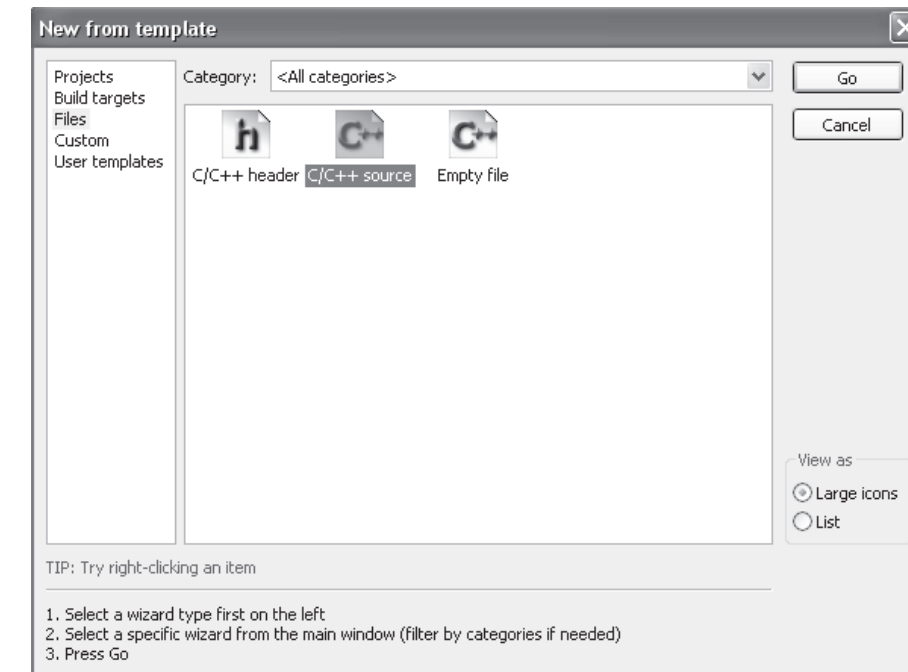 New from template
Projects
Build targets
Files
Custom
User templates
Category: <All categories>
Go
Cancel
h C++ C++
C/C++ header C/C++ source Empty file
View as
Large icons
List
TIP: Try right-clicking an item
1. Select a wizard type first on the left
2. Select a specific wizard from the main window (filter by categories if needed)
3. Press Go